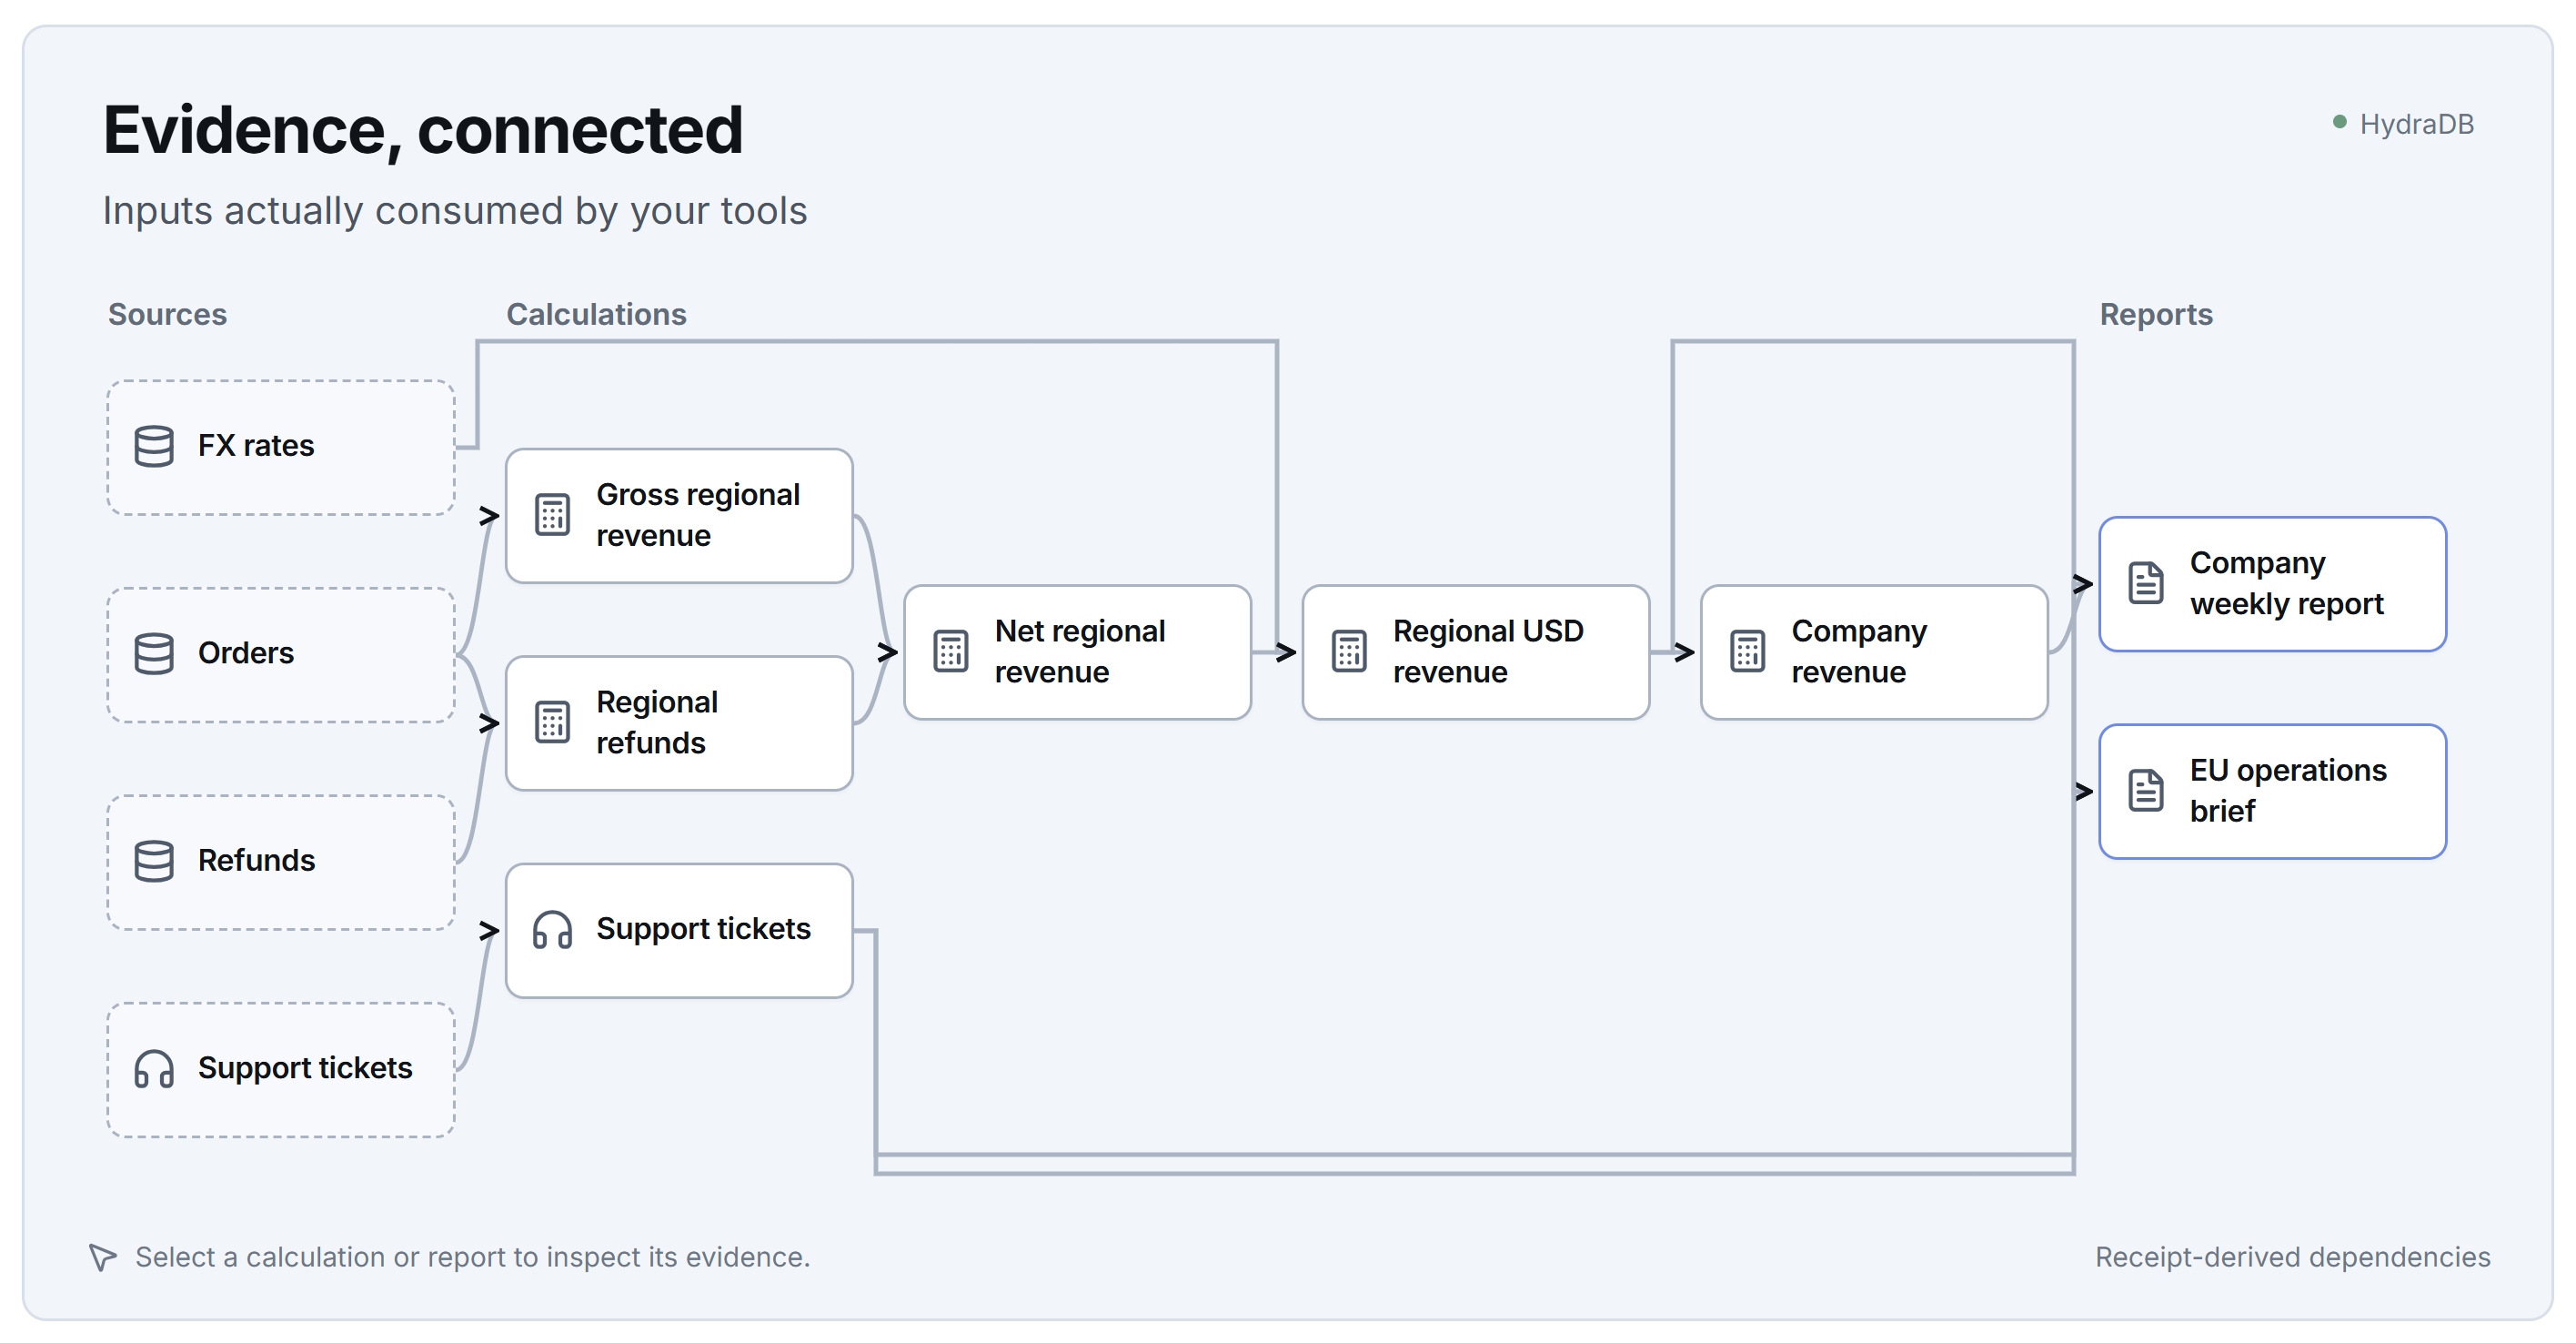 Evidence, connected
HydraDB
Inputs actually consumed by your tools
Sources
Calculations
Reports
FX rates
Orders
Refunds
Support tickets
Gross regional
revenue
Regional
refunds
Support tickets
Net regional
revenue
Regional USD
revenue
Company
revenue
Company
weekly report
EU operations
brief
Select a calculation or report to inspect its evidence.
Receipt-derived dependencies